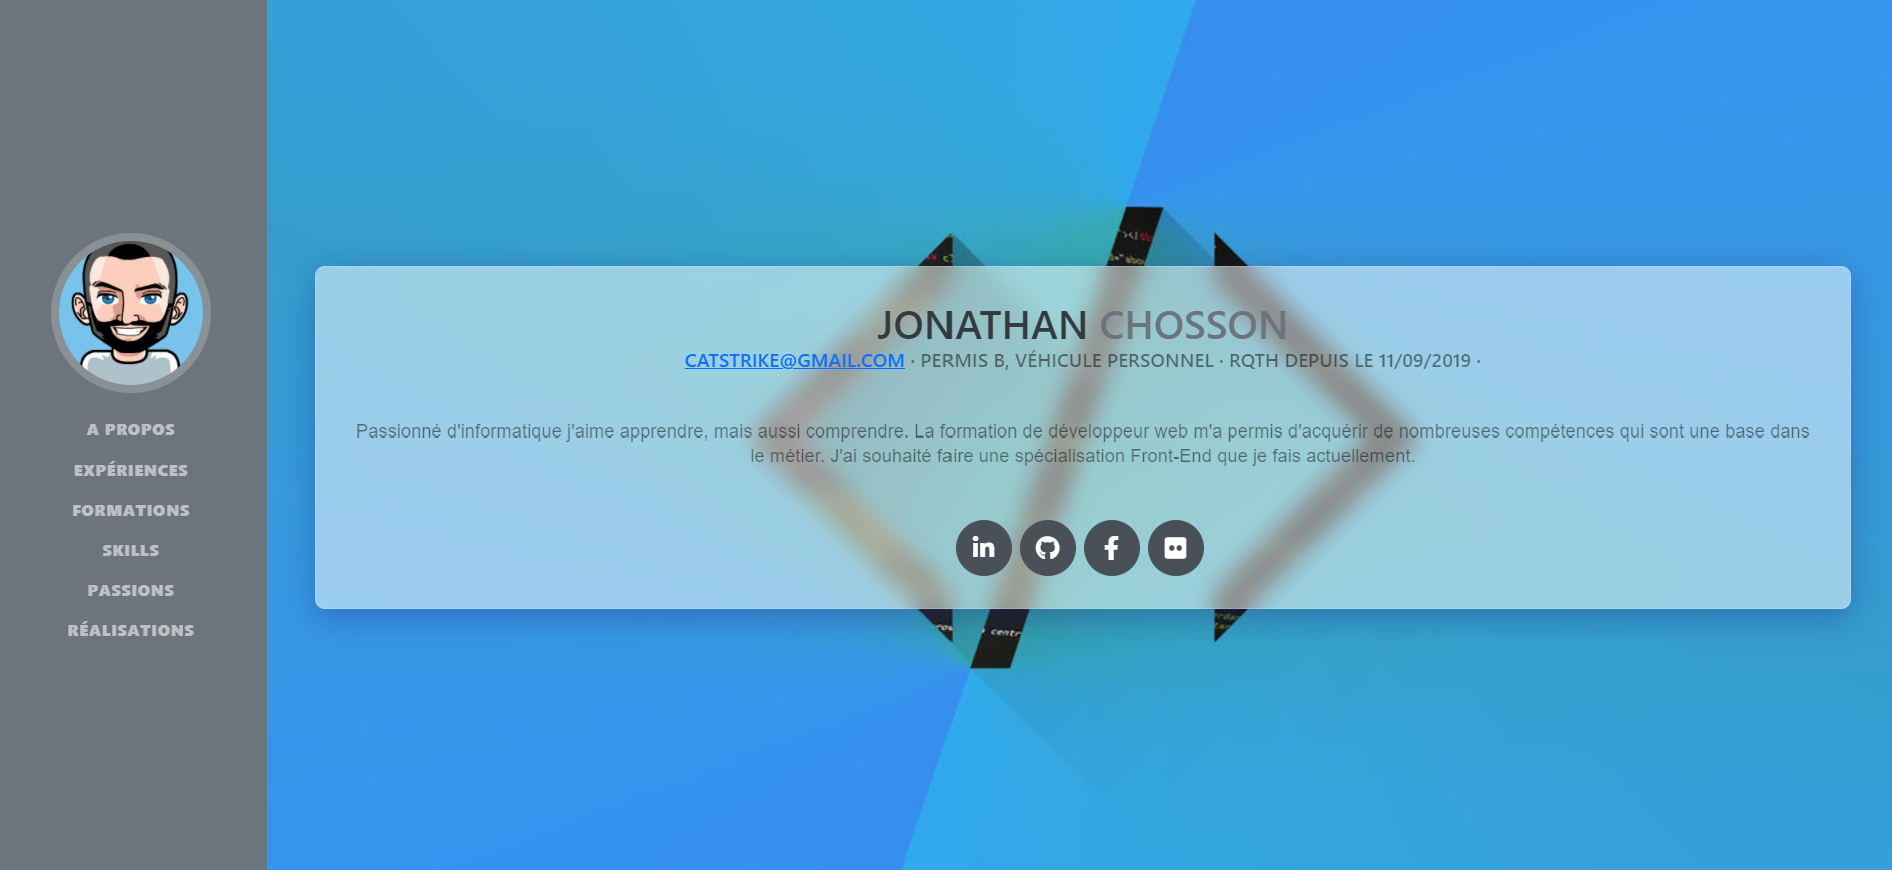 A PROPOS
EXPÉRIENCES
FORMATIONS
SKILLS
PASSIONS
RÉALISATIONS
JONATHAN CHOSSON
CATSTRIKE@GMAIL.COM · PERMIS B, VÉHICULE PERSONNEL · RQTH DEPUIS LE 11/09/2019 ·
Passionné d'informatique j'aime apprendre, mais aussi comprendre. La formation de développeur web m'a permis d'acquérir de nombreuses compétences qui sont une base dans
le métier. J'ai souhaité faire une spécialisation Front-End que je fais actuellement.
in